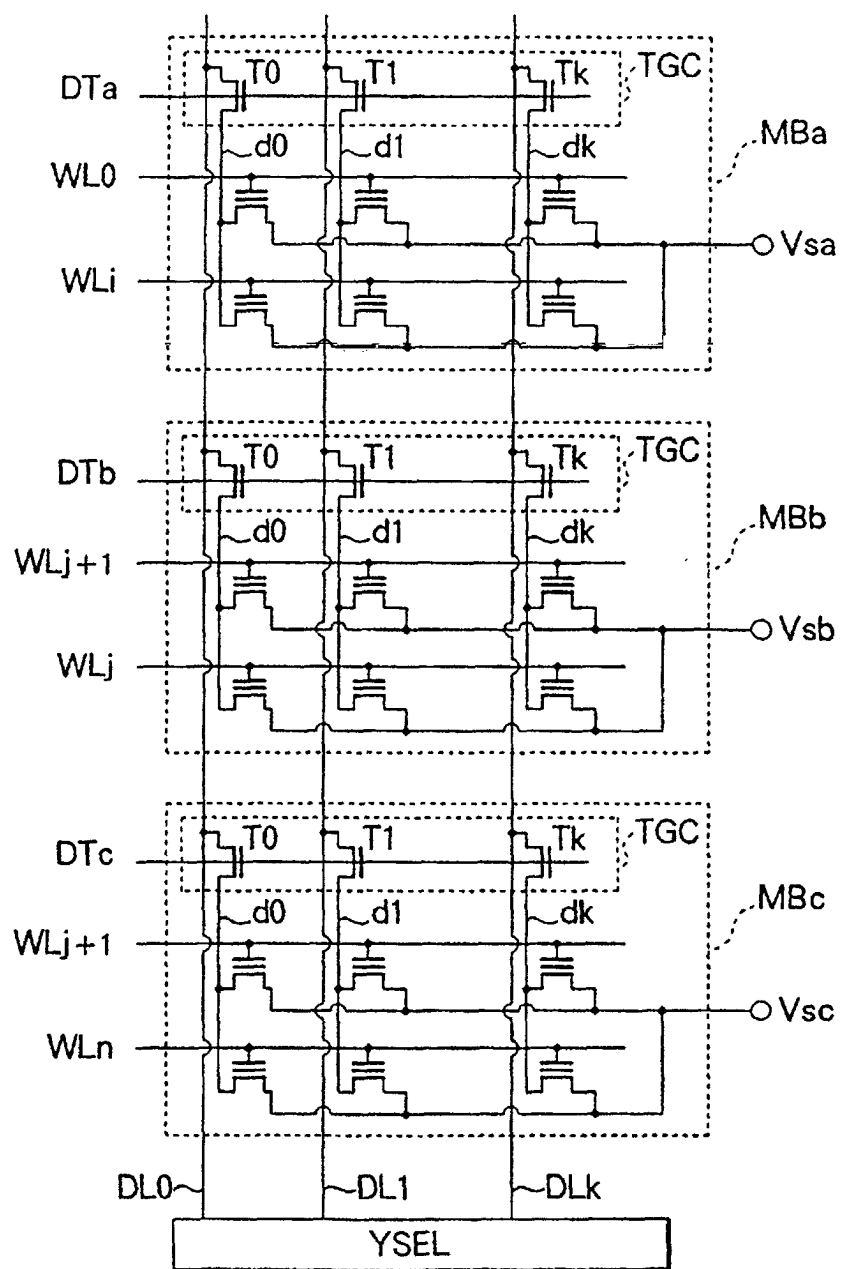 T0 T1 Tk TGC
DTa
MBa
d0 d1 dk
WL0
Vsa
WLi
T0 T1 Tk TGC
DTb
MBb
d0 d1 dk
WLj+1
Vsb
WLj
T0 T1 Tk TGC
DTc
MBc
d0 d1 dk
WLj+1
Vsc
WLn
DL0 DL1 DLk
YSEL